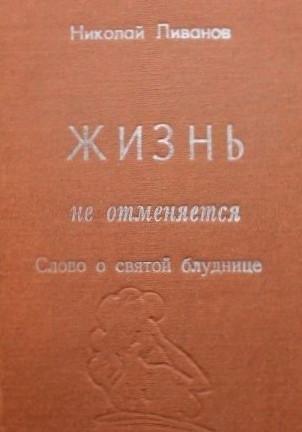 Николай Ливанов
ЖИЗНЬ
не отменяется
Слово о святой блуднице